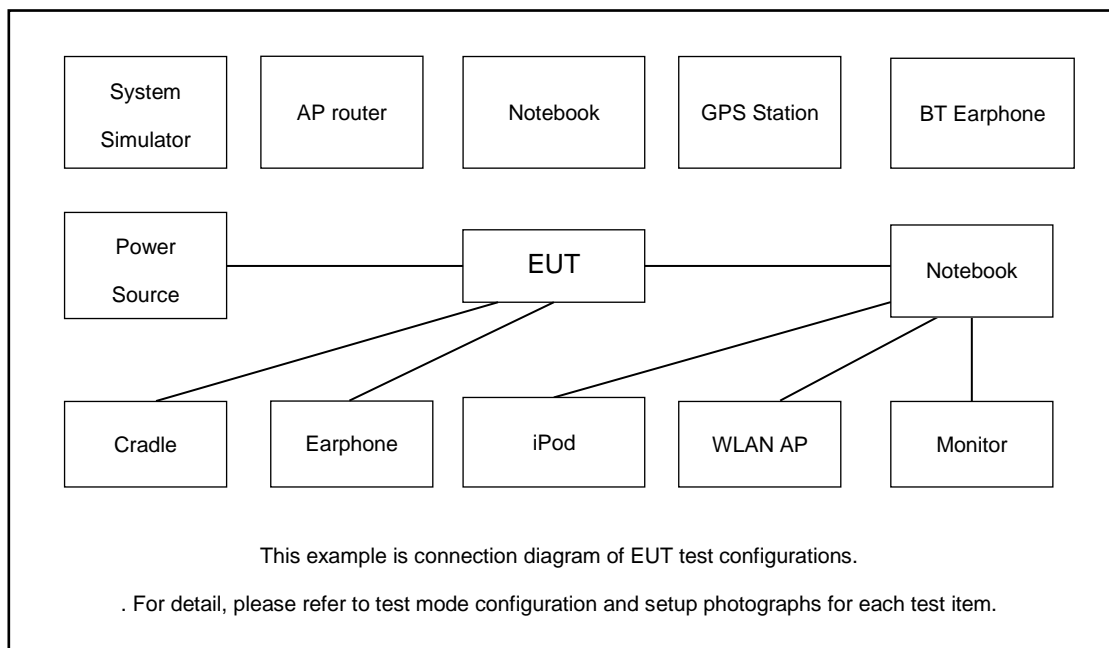 System
Simulator
AP router
Notebook
GPS Station
BT Earphone
Power
Source
EUT
Notebook
Cradle
Earphone
iPod
WLAN AP
Monitor
This example is connection diagram of EUT test configurations.
. For detail, please refer to test mode configuration and setup photographs for each test item.